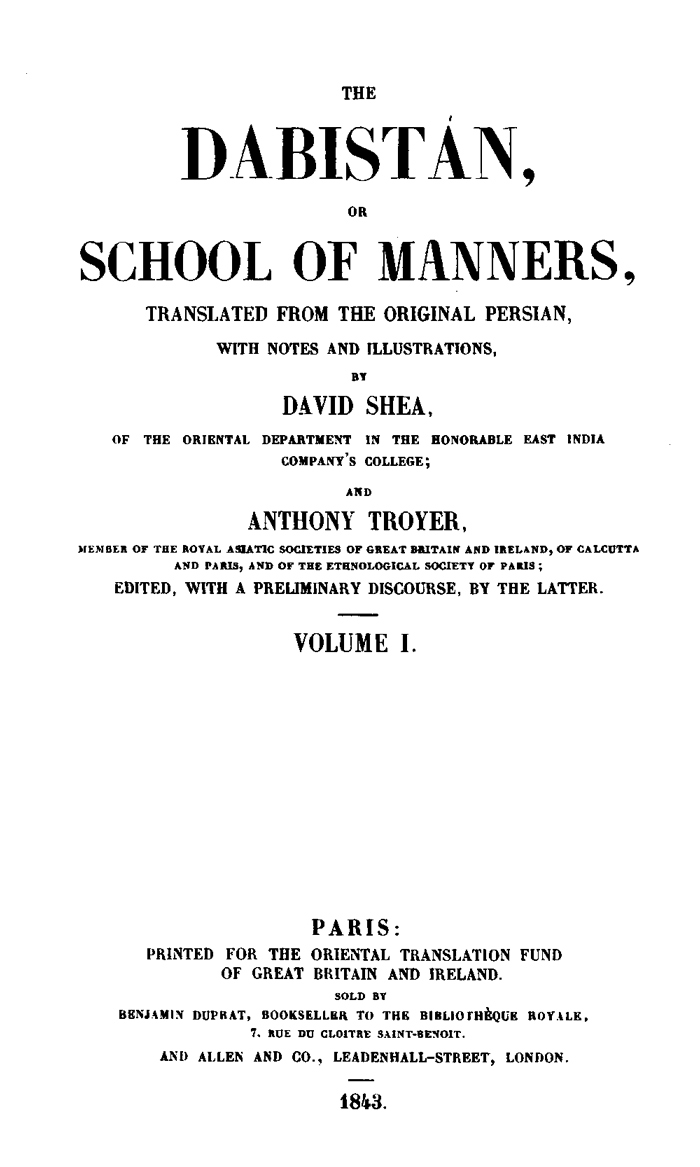 THE
DABISTÁN,
OR
SCHOOL OF MANNERS,
TRANSLATED FROM THE ORIGINAL PERSIAN,
WITH NOTES AND ILLUSTRATIONS,
BY
DAVID SHEA,
OF THE ORIENTAL DEPARTMENT IN THE HONORABLE EAST INDIA
COMPANY'S COLLEGE;
AND
ANTHONY TROYER,
MEMBER OF THE ROYAL ASIATIC SOCIETIES OF GREAT BRITAIN AND IRELAND, OF CALCUTTA
AND PARIS, AND OF THE ETHNOLOGICAL SOCIETY OF PARIS;
EDITED, WITH A PRELIMINARY DISCOURSE, BY THE LATTER.
VOLUME I.
PARIS:
PRINTED FOR THE ORIENTAL TRANSLATION FUND
OF GREAT BRITAIN AND IRELAND.
SOLD BY
BENJAMIN DUPRAT, BOOKSELLER TO THE BIBLIOTHÈQUE ROYALE,
7, RUE DU CLOITRE SAINT-BENOIT.
AND ALLEN AND CO., LEADENHALL-STREET, LONDON.
1843.